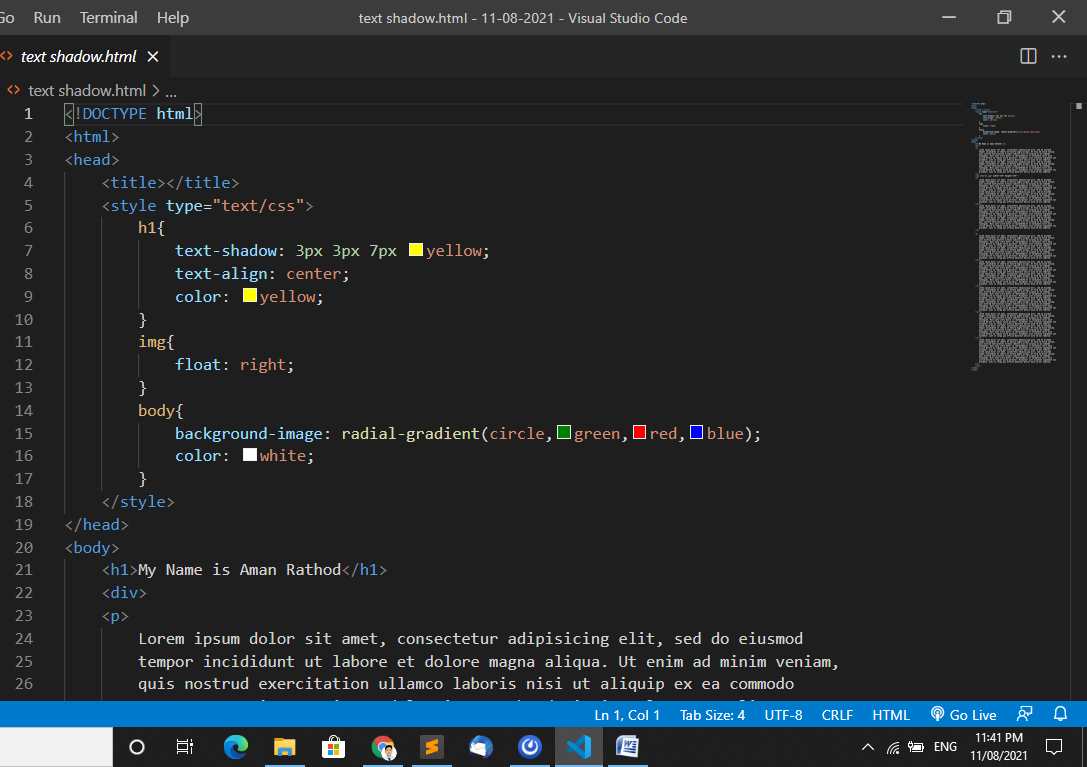 Go Run Terminal Help text shadow.html - 11-08-2021 - Visual Studio Code
text shadow.html
text shadow.html > ...
1 <!DOCTYPE html>
2 <html>
3 <head>
4 <title></title>
5 <style type="text/css">
6 h1{
7 text-shadow: 3px 3px 7px yellow;
8 text-align: center;
9 color: yellow;
10 }
11 img{
12 float: right;
13 }
14 body{
15 background-image: radial-gradient(circle,green,red,blue);
16 color: white;
17 }
18 </style>
19 </head>
20 <body>
21 <h1>My Name is Aman Rathod</h1>
22 <div>
23 <p>
24 Lorem ipsum dolor sit amet, consectetur adipisicing elit, sed do eiusmod
25 tempor incididunt ut labore et dolore magna aliqua. Ut enim ad minim veniam,
26 quis nostrud exercitation ullamco laboris nisi ut aliquip ex ea commodo
Ln 1, Col 1 Tab Size: 4 UTF-8 CRLF HTML Go Live
ENG
11:41 PM
11/08/2021